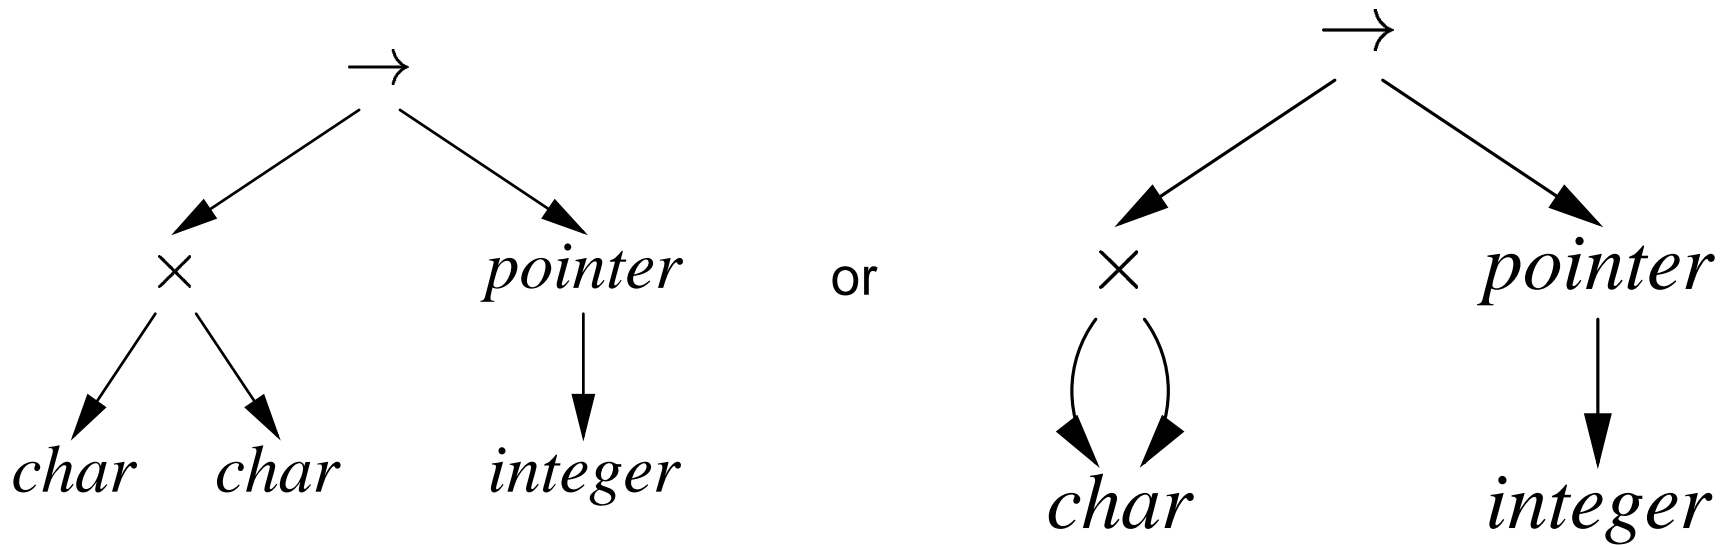 → →
× pointer or × pointer
char char integer char integer